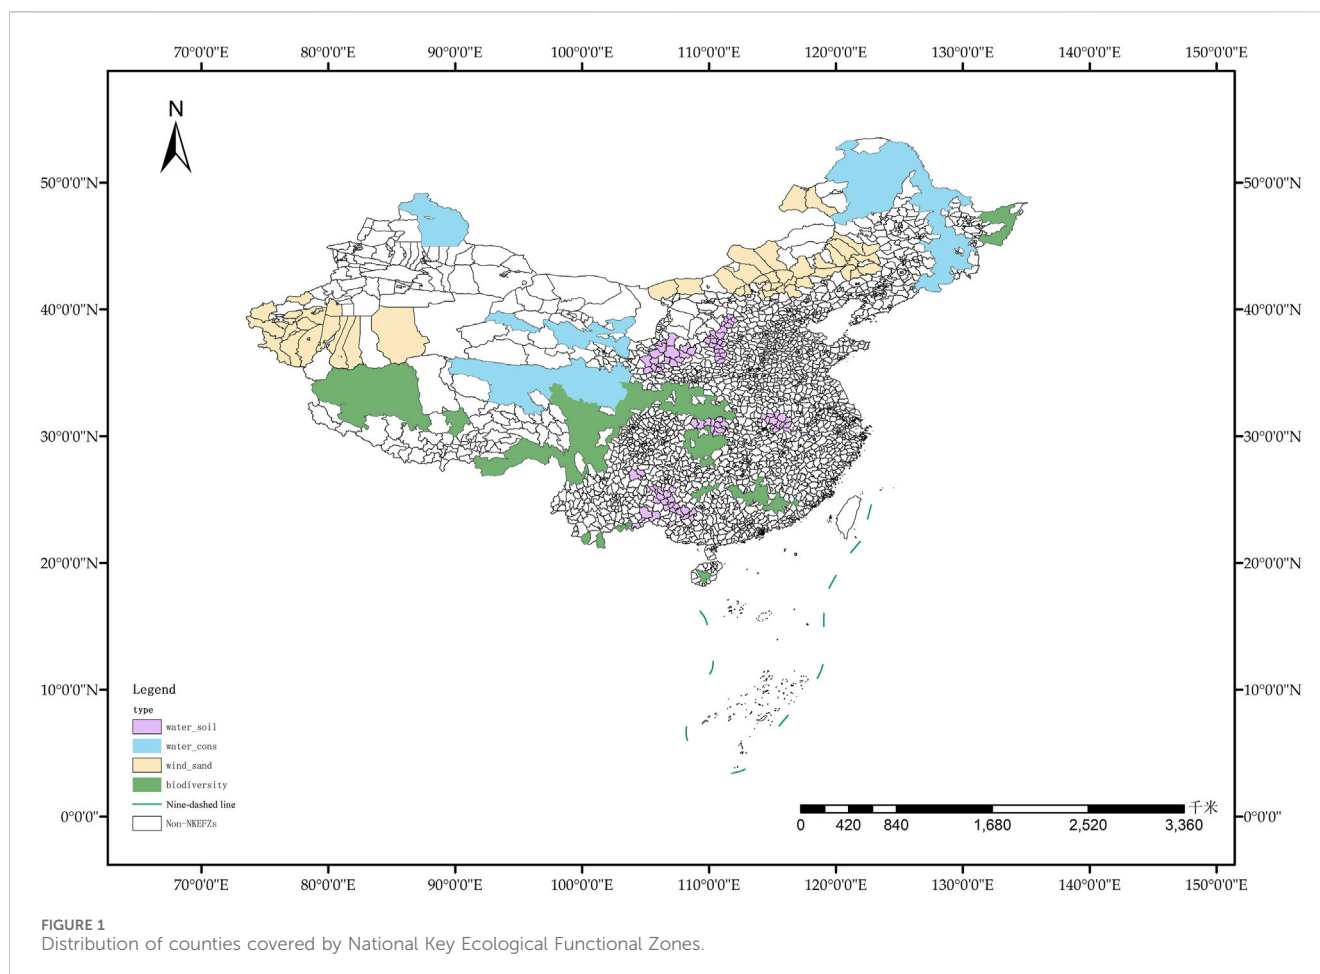 70°0'0"E 80°0'0"E 90°0'0"E 100°0'0"E 110°0'0"E 120°0'0"E 130°0'0"E 140°0'0"E 150°0'0"E
N
50°0'0"N 50°0'0"N
40°0'0"N 40°0'0"N
30°0'0"N 30°0'0"N
20°0'0"N 20°0'0"N
10°0'0"N 10°0'0"N
0°0'0" 0°0'0"
Legend
type
water_soil
water_cons
wind_sand
biodiversity
Nine-dashed line
Non-NKEFZs
千米
0 420 840 1,680 2,520 3,360
70°0'0"E 80°0'0"E 90°0'0"E 100°0'0"E 110°0'0"E 120°0'0"E 130°0'0"E 140°0'0"E 150°0'0"E
FIGURE 1
Distribution of counties covered by National Key Ecological Functional Zones.